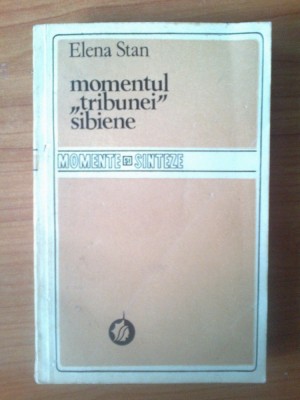 Elena Stan
momentul
„tribunei”
sibiene
MOMENTE SINTEZE